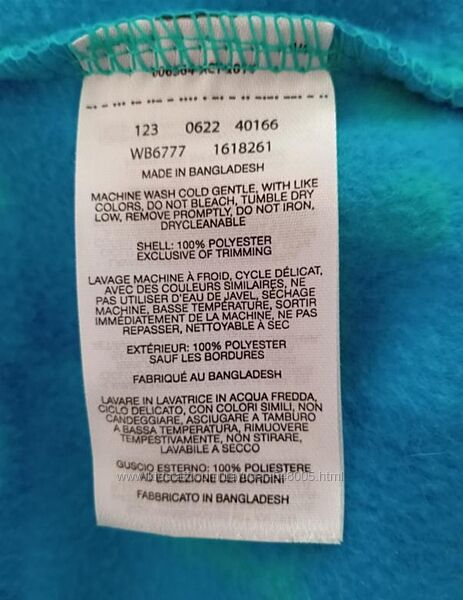 123 0622 40166
WB6777 1618261
MADE IN BANGLADESH
MACHINE WASH COLD GENTLE, WITH LIKE
COLORS, DO NOT BLEACH, TUMBLE DRY
LOW, REMOVE PROMPTLY, DO NOT IRON,
DRYCLEANABLE
SHELL: 100% POLYESTER
EXCLUSIVE OF TRIMMING
LAVAGE MACHINE À FROID, CYCLE DÉLICAT,
AVEC DES COULEURS SIMILAIRES, NE
PAS UTILISER D'EAU DE JAVEL, SÉCHAGE
MACHINE, BASSE TEMPÉRATURE, SORTIR
IMMÉDIATEMENT DE LA MACHINE, NE PAS
REPASSER, NETTOYABLE À SEC
EXTÉRIEUR: 100% POLYESTER
SAUF LES BORDURES
FABRIQUÉ AU BANGLADESH
LAVARE IN LAVATRICE IN ACQUA FREDDA,
CICLO DELICATO, CON COLORI SIMILI, NON
CANDEGGIARE, ASCIUGARE A TAMBURO
A BASSA TEMPERATURA, RIMUOVERE
TEMPESTIVAMENTE, NON STIRARE,
LAVABILE A SECCO
GUSCIO ESTERNO: 100% POLIESTERE
AD ECCEZIONE DEI BORDINI
FABBRICATO IN BANGLADESH